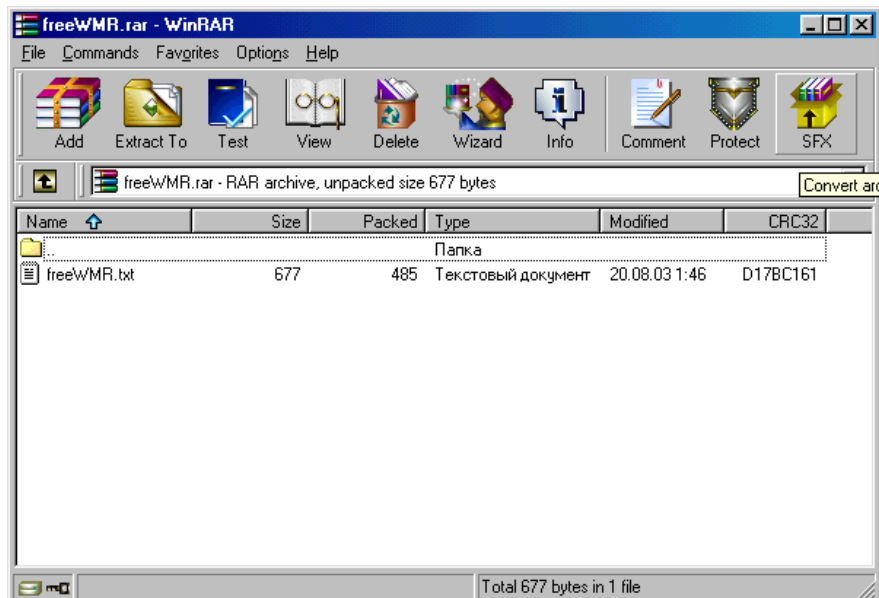 freeWMR.rar - WinRAR
File Commands Favorites Options Help
Add Extract To Test View Delete Wizard Info Comment Protect SFX
freeWMR.rar - RAR archive, unpacked size 677 bytes
Convert arc
Name Size Packed Type Modified CRC32
.. Папка
freeWMR.txt 677 485 Текстовый документ 20.08.03 1:46 D17BC161
Total 677 bytes in 1 file